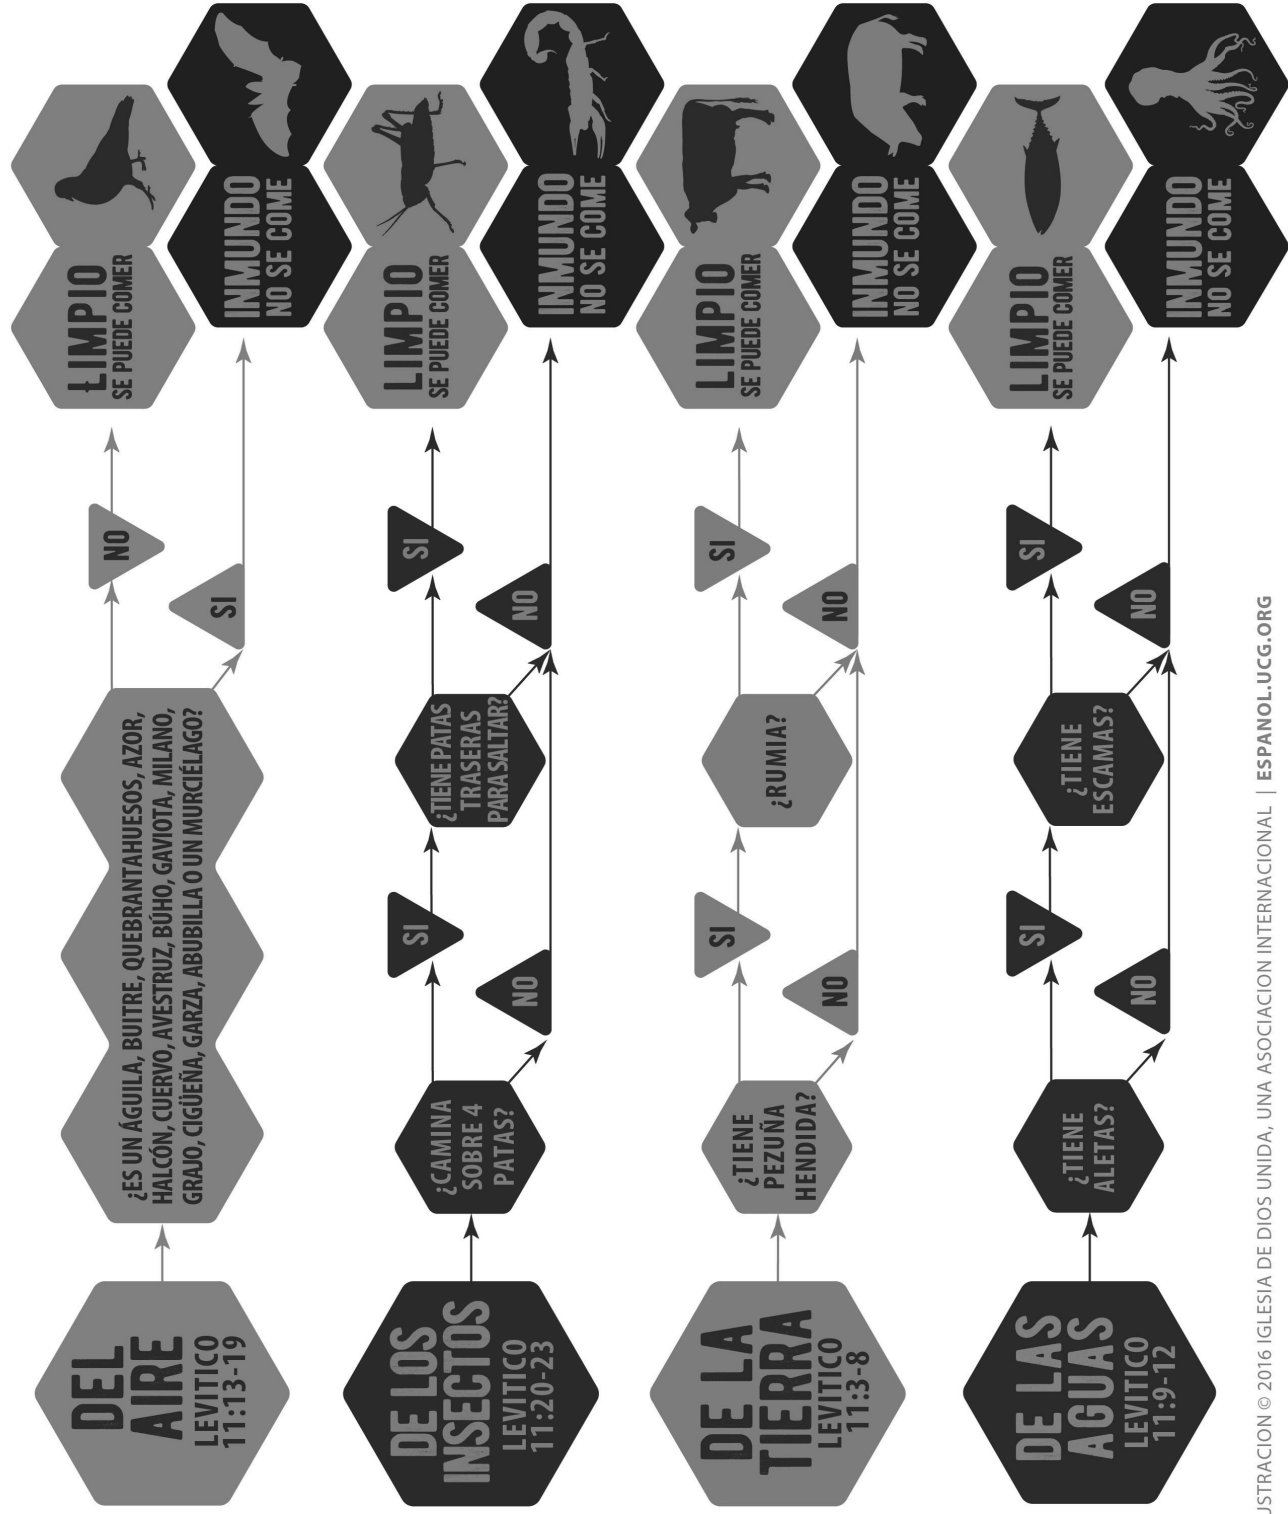 DEL
AIRE
LEVITICO
11:13-19
¿ES UN ÁGUILA, BUITRE, QUEBRANTAHUESOS, AZOR,
HALCÓN, CUERVO, AVESTRUZ, BÚHO, GAVIOTA, MILANO,
GRAJO, CIGÜEÑA, GARZA, ABUBILLA O UN MURCIÉLAGO?
NO
LIMPIO
SE PUEDE COMER
SI
INMUNDO
NO SE COME
DE LOS
INSECTOS
LEVITICO
11:20-23
¿CAMINA
SOBRE 4
PATAS?
SI
NO
¿TIENE PATAS
TRASERAS
PARA SALTAR?
SI
NO
LIMPIO
SE PUEDE COMER
INMUNDO
NO SE COME
DE LA
TIERRA
LEVITICO
11:3-8
¿TIENE
PEZUÑA
HENDIDA?
SI
NO
¿RUMIA?
SI
NO
LIMPIO
SE PUEDE COMER
INMUNDO
NO SE COME
DE LAS
AGUAS
LEVITICO
11:9-12
¿TIENE
ALETAS?
SI
NO
¿TIENE
ESCAMAS?
SI
NO
LIMPIO
SE PUEDE COMER
INMUNDO
NO SE COME
USTRACION © 2016 IGLESIA DE DIOS UNIDA, UNA ASOCIACION INTERNACIONAL | ESPANOL.UCG.ORG